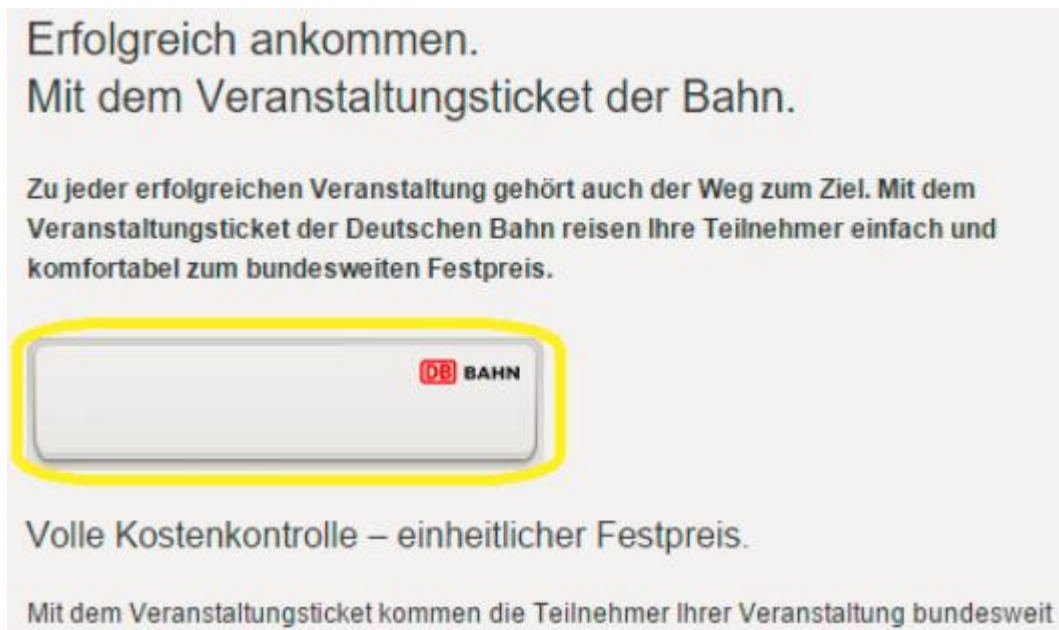 Erfolgreich ankommen.
Mit dem Veranstaltungsticket der Bahn.
Zu jeder erfolgreichen Veranstaltung gehört auch der Weg zum Ziel. Mit dem
Veranstaltungsticket der Deutschen Bahn reisen Ihre Teilnehmer einfach und
komfortabel zum bundesweiten Festpreis.
DB BAHN
Volle Kostenkontrolle – einheitlicher Festpreis.
Mit dem Veranstaltungsticket kommen die Teilnehmer Ihrer Veranstaltung bundesweit